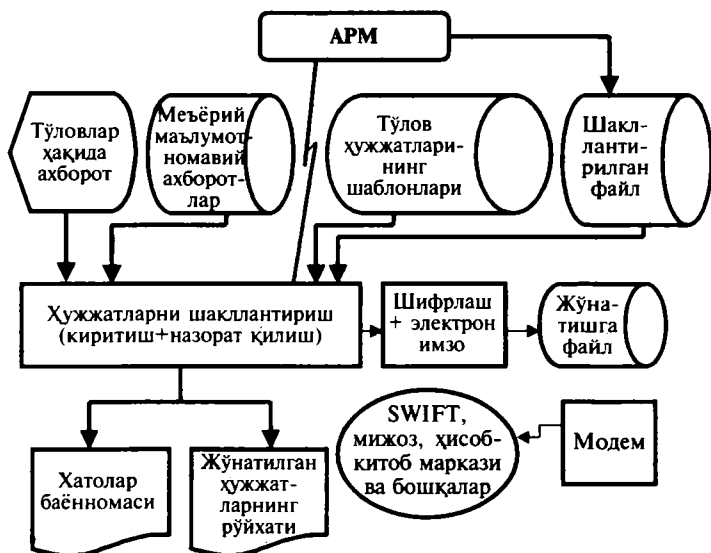 АРМ
Тўловлар
ҳақида
ахборот
Меъёрий
маълумот-
номавий
ахборот-
лар
Тўлов
ҳужжатлари-
нинг
шаблонлари
Шакл-
ллантирилган
файл
Ҳужжатларни шакллантириш
(киритиш+назорат қилиш)
Шифрлаш
+ электрон
имзо
Жўна-
тишга
файл
Хатолар
баённомаси
Жўнатилган
ҳужжат-
ларнинг
рўйхати
SWIFT,
мижоз, ҳисоб-
китоб маркази
ва бошқалар
Модем